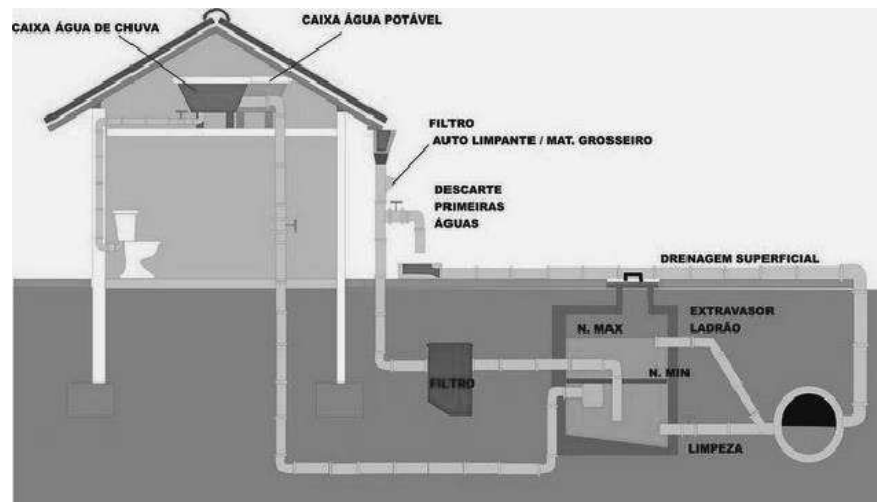 CAIXA ÁGUA DE CHUVA
CAIXA ÁGUA POTÁVEL
FILTRO
AUTO LIMPANTE / MAT. GROSSEIRO
DESCARTE
PRIMEIRAS
ÁGUAS
DRENAGEM SUPERFICIAL
EXTRAVASOR
LADRÃO
N. MAX
N. MIN
FILTRO
LIMPEZA